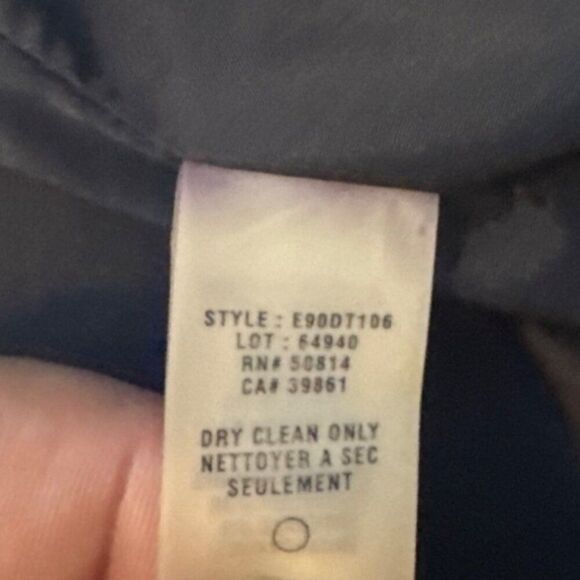 STYLE : E90DT106
LOT : 64940
RN# 50814
CA# 39861
DRY CLEAN ONLY
NETTOYER A SEC
SEULEMENT